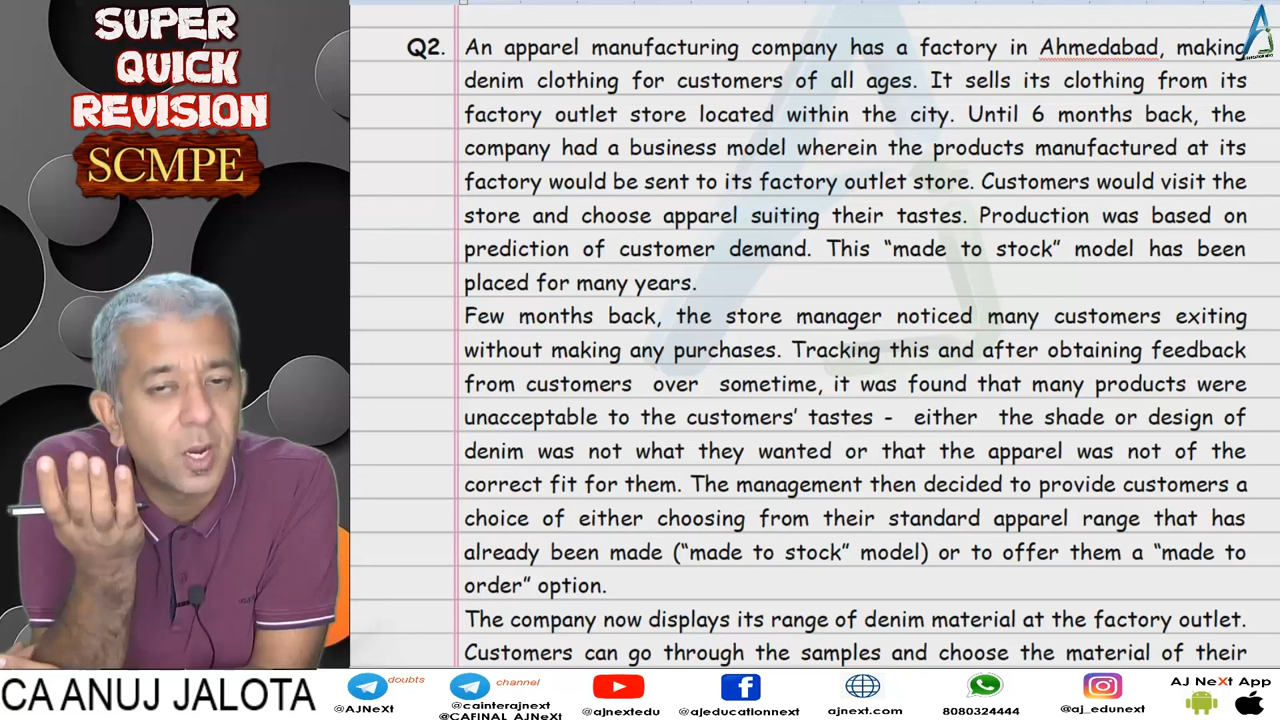 SUPER
QUICK
REVISION
SCMPE
Q2. An apparel manufacturing company has a factory in Ahmedabad, making
denim clothing for customers of all ages. It sells its clothing from its
factory outlet store located within the city. Until 6 months back, the
company had a business model wherein the products manufactured at its
factory would be sent to its factory outlet store. Customers would visit the
store and choose apparel suiting their tastes. Production was based on
prediction of customer demand. This “made to stock” model has been
placed for many years.
Few months back, the store manager noticed many customers exiting
without making any purchases. Tracking this and after obtaining feedback
from customers over sometime, it was found that many products were
unacceptable to the customers’ tastes - either the shade or design of
denim was not what they wanted or that the apparel was not of the
correct fit for them. The management then decided to provide customers a
choice of either choosing from their standard apparel range that has
already been made (“made to stock” model) or to offer them a “made to
order” option.
The company now displays its range of denim material at the factory outlet.
Customers can go through the samples and choose the material of their
CA ANUJ JALOTA
doubts
@AJNeXt
channel
@cainterajnext
@CAFINAL_AJNeXt
@ajnextedu
@ajeducationnext
ajnext.com
8080324444
@aj_edunext
AJ NeXt App